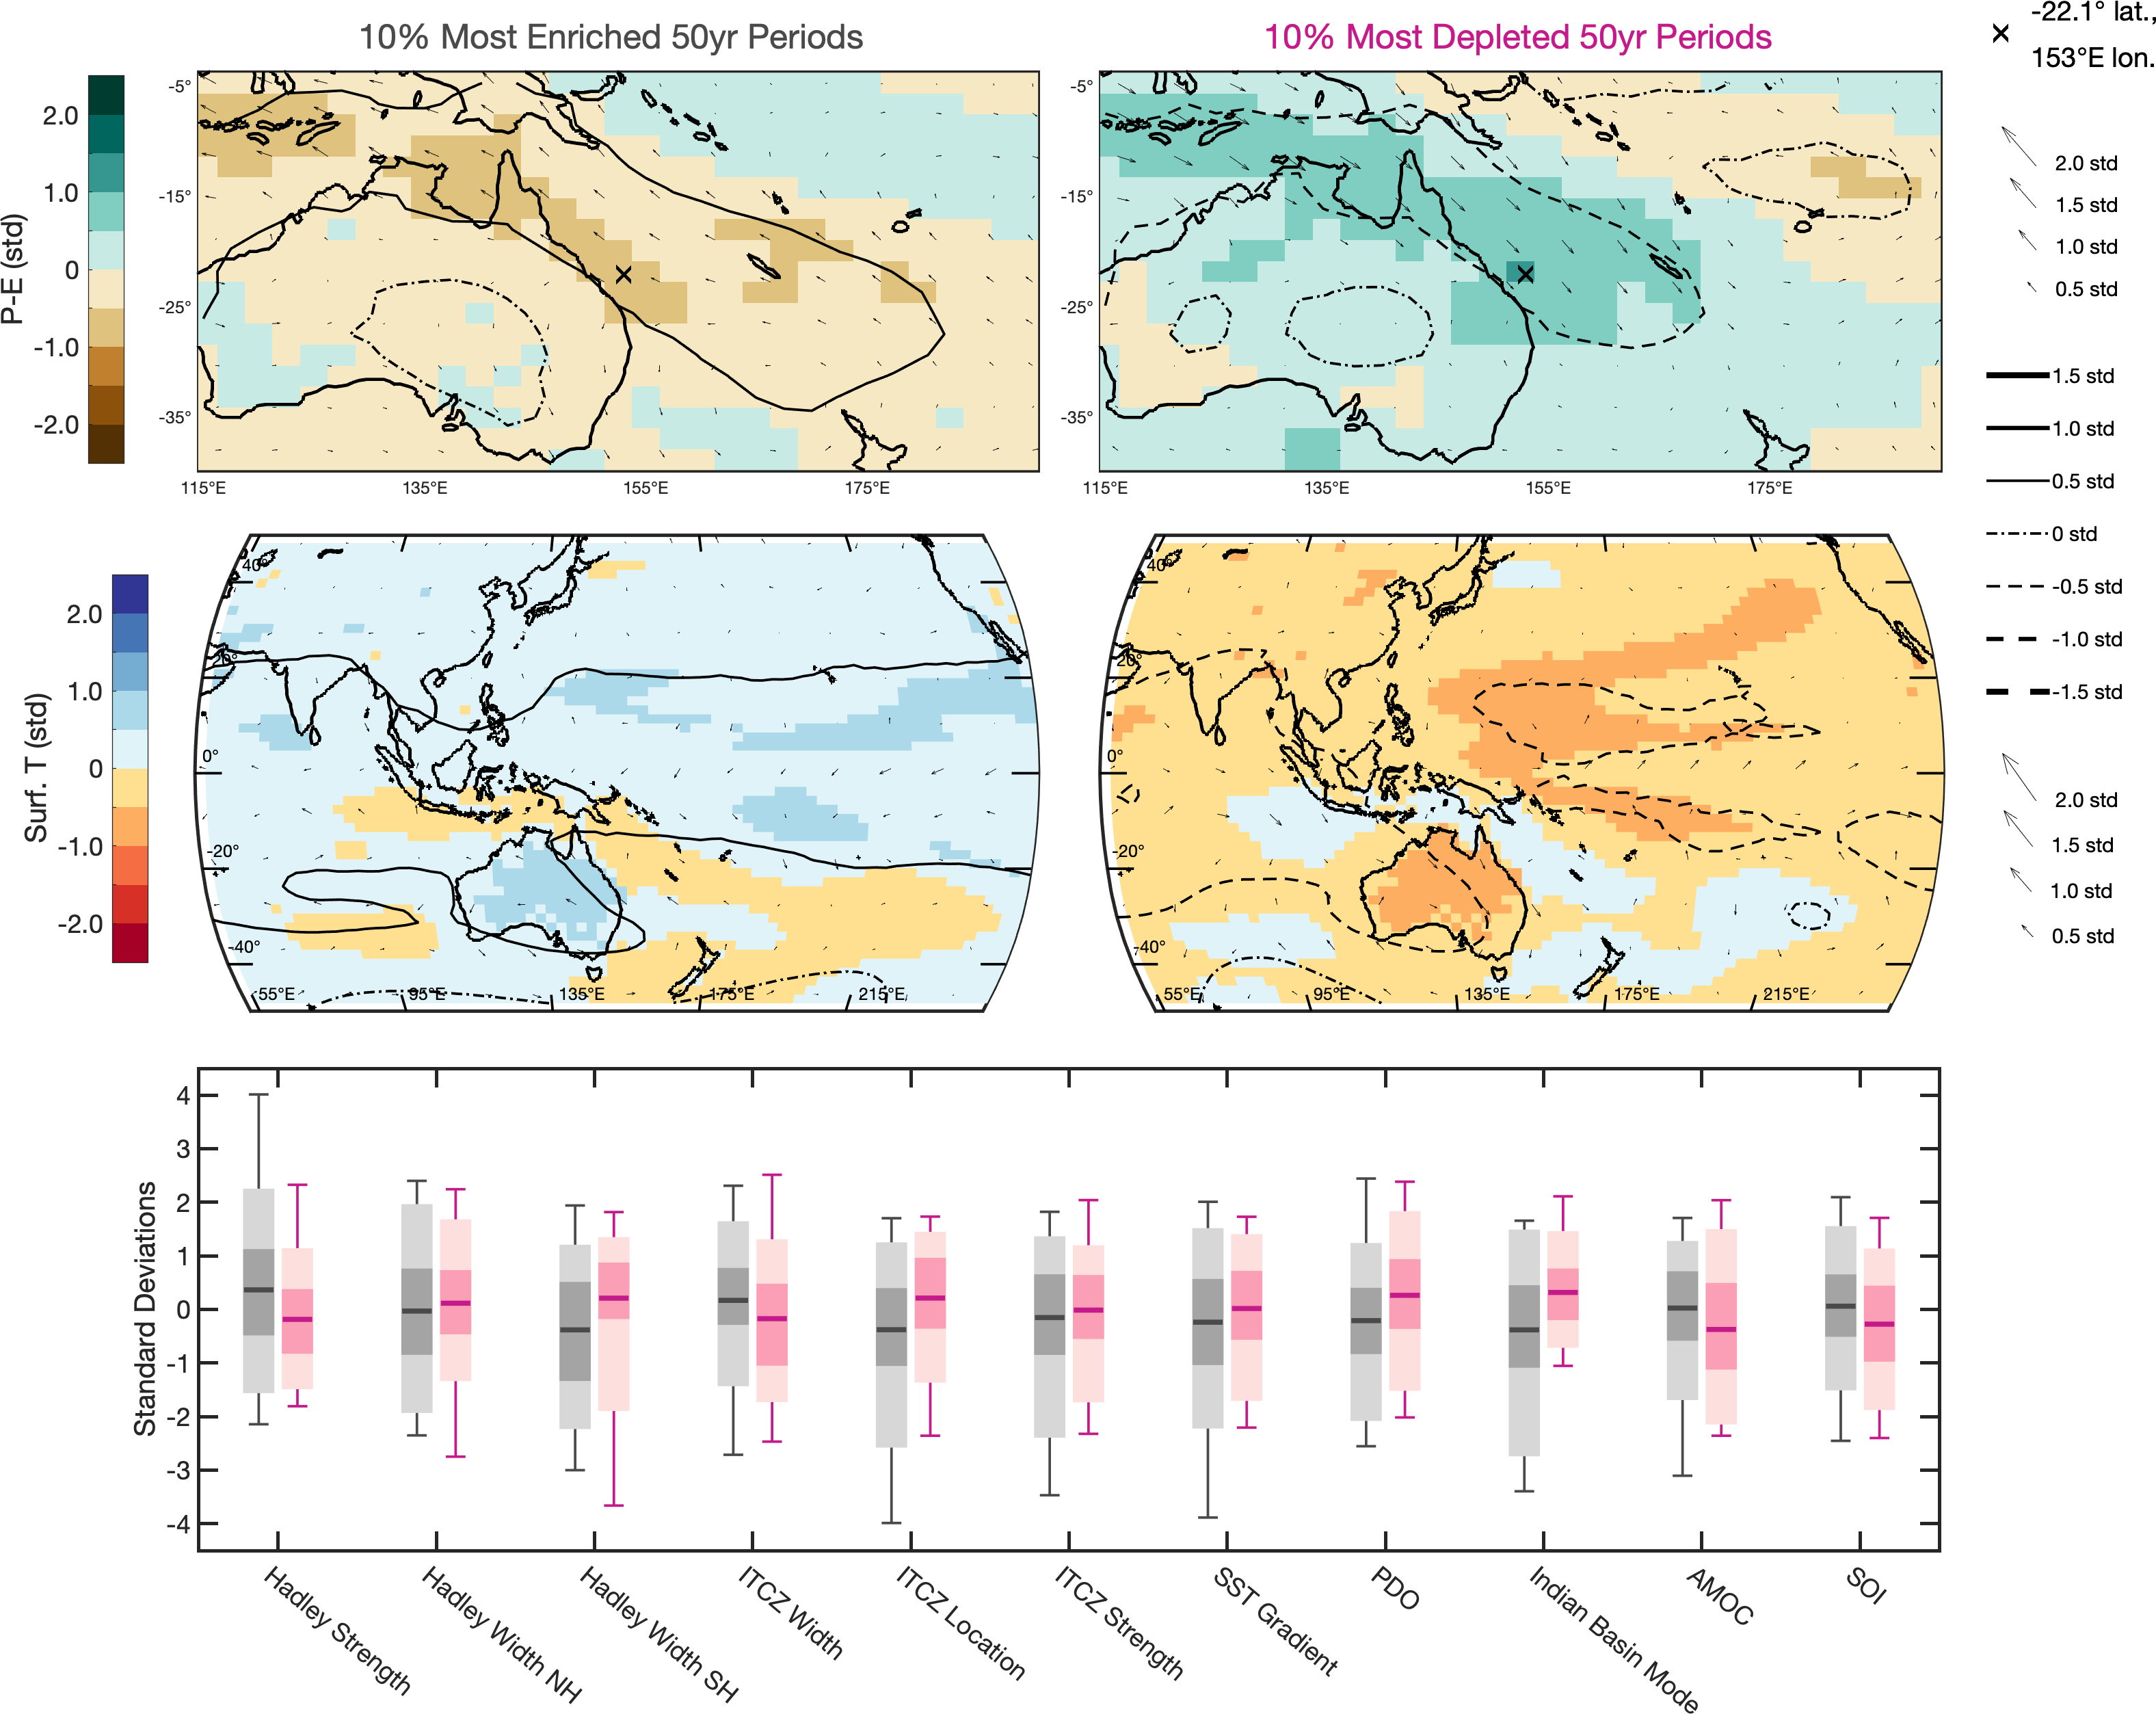 10% Most Enriched 50yr Periods
10% Most Depleted 50yr Periods
-22.1° lat.,
153°E lon.
P-E (std)
2.0
1.0
0
-1.0
-2.0
-5°
-15°
-25°
-35°
115°E
135°E
155°E
175°E
-5°
-15°
-25°
-35°
115°E
135°E
155°E
175°E
2.0 std
1.5 std
1.0 std
0.5 std
1.5 std
1.0 std
0.5 std
0 std
-0.5 std
-1.0 std
-1.5 std
2.0 std
1.5 std
1.0 std
0.5 std
Surf. T (std)
2.0
1.0
0
-1.0
-2.0
40°
20°
0°
-20°
-40°
55°E
95°E
135°E
175°E
215°E
40°
20°
0°
-20°
-40°
55°E
95°E
135°E
175°E
215°E
Standard Deviations
4
3
2
1
0
-1
-2
-3
-4
Hadley Strength
Hadley Width NH
Hadley Width SH
ITCZ Width
ITCZ Location
ITCZ Strength
SST Gradient
PDO
Indian Basin Mode
AMOC
SOI